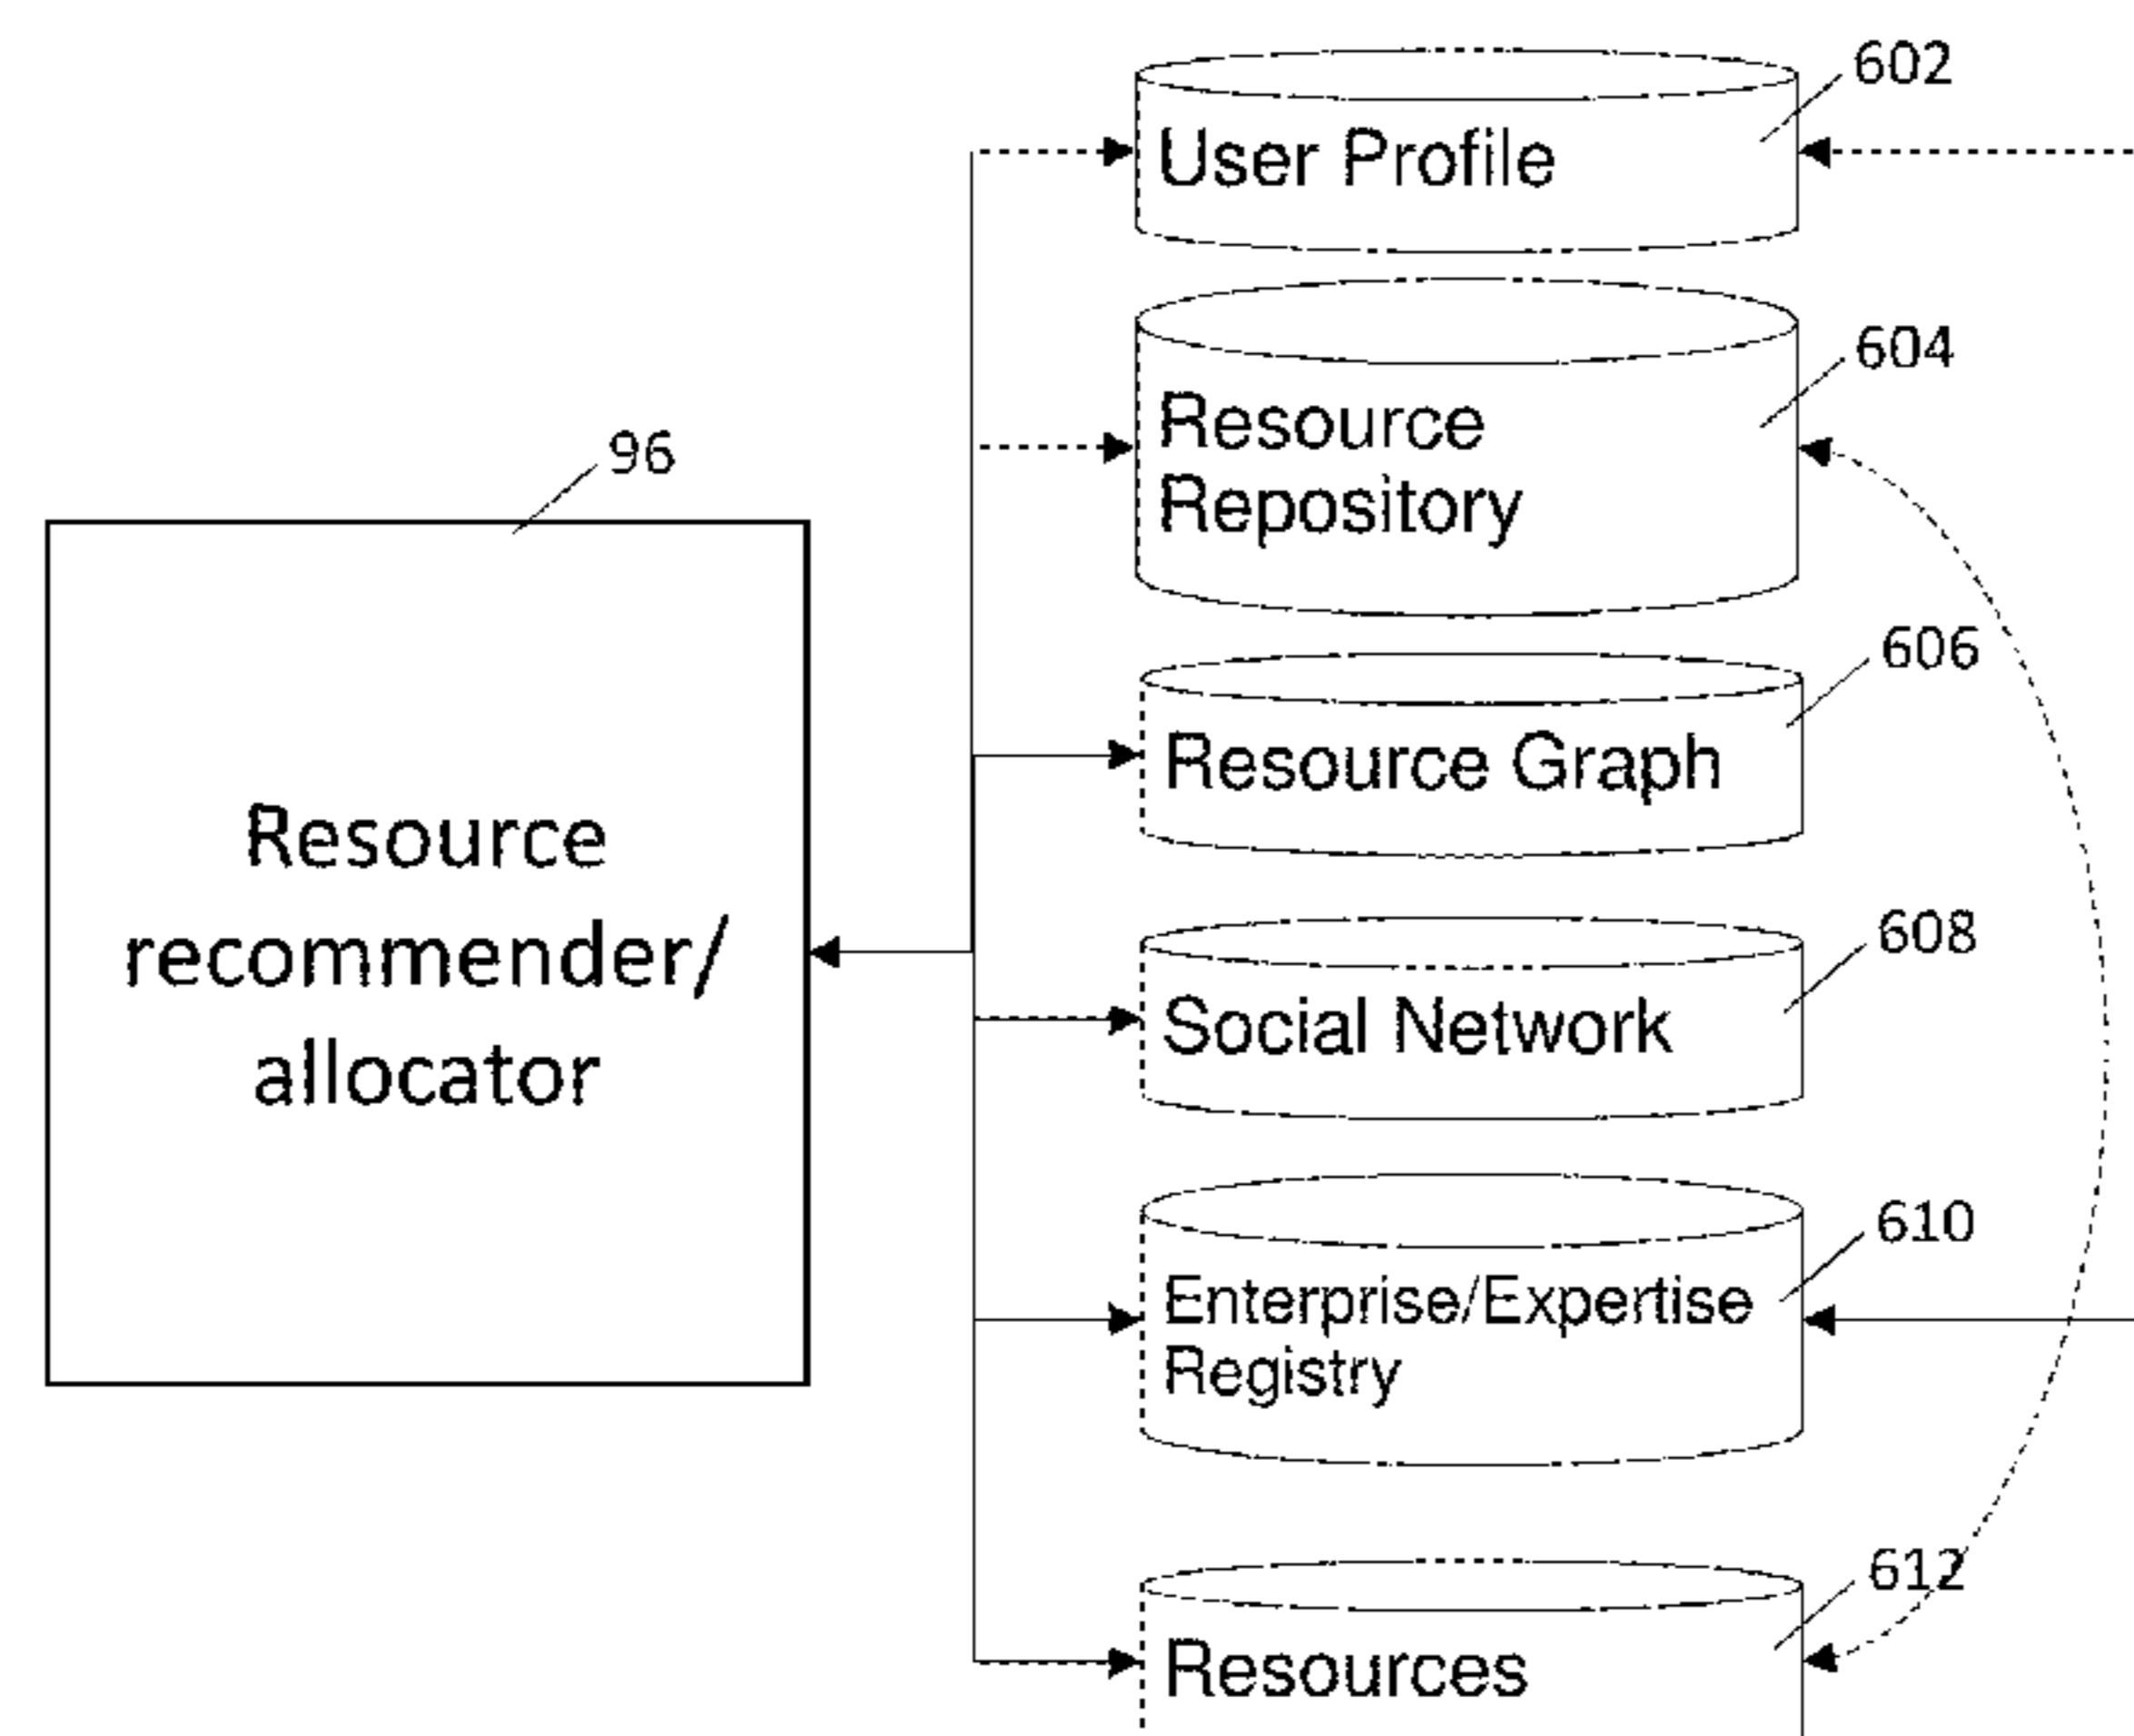 602
User Profile
604
Resource
Repository
96
606
Resource Graph
Resource
recommender/
allocator
608
Social Network
610
Enterprise/Expertise
Registry
612
Resources